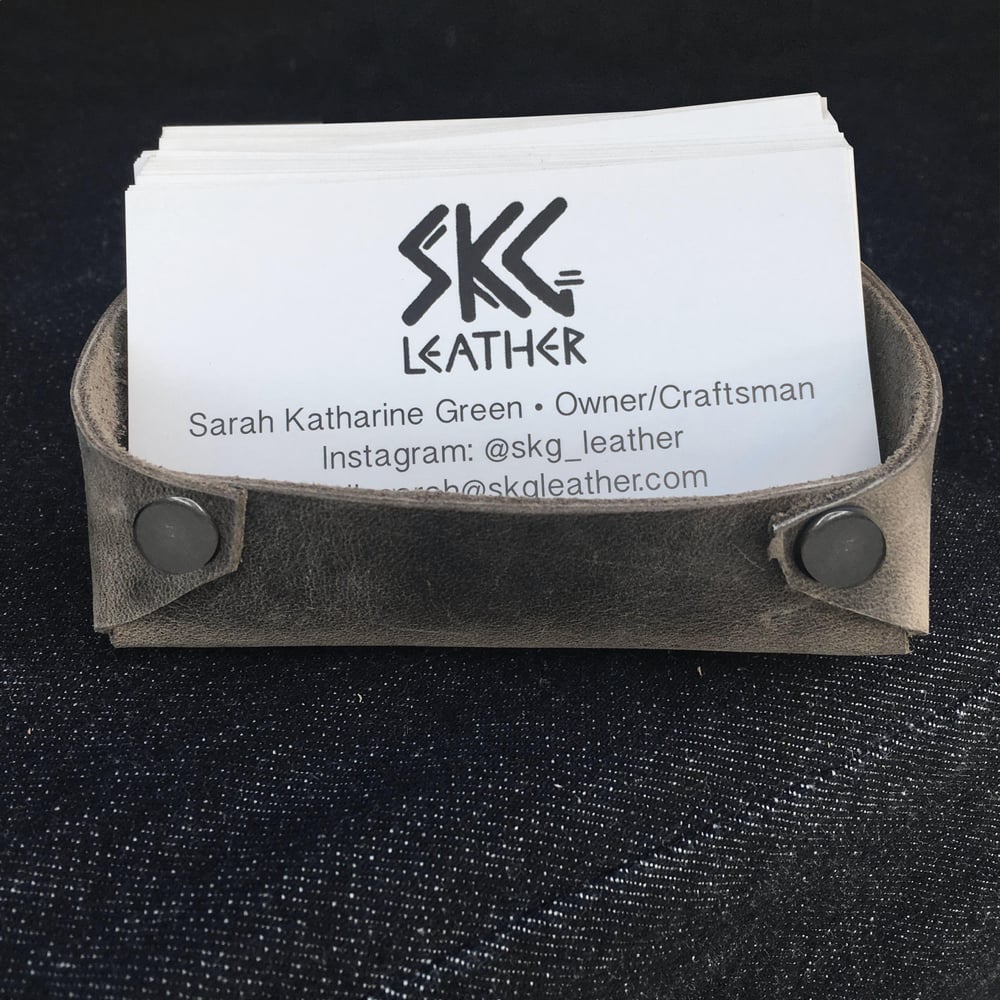 SKG
LEATHER
Sarah Katharine Green • Owner/Craftsman
Instagram: @skg_leather
sarah@skgleather.com